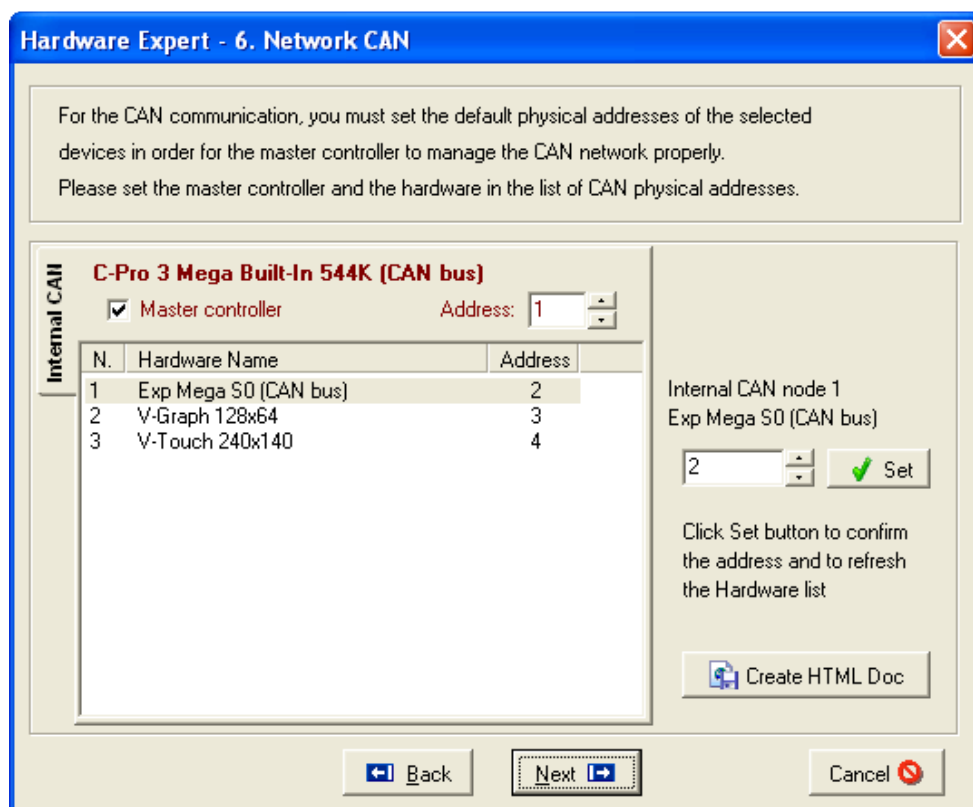 Hardware Expert - 6. Network CAN
For the CAN communication, you must set the default physical addresses of the selected
devices in order for the master controller to manage the CAN network properly.
Please set the master controller and the hardware in the list of CAN physical addresses.
Internal CAN
C-Pro 3 Mega Built-In 544K (CAN bus)
Master controller Address: 1
N. Hardware Name Address
1 Exp Mega S0 (CAN bus) 2
2 V-Graph 128x64 3
3 V-Touch 240x140 4
Internal CAN node 1
Exp Mega S0 (CAN bus)
2 Set
Click Set button to confirm
the address and to refresh
the Hardware list
Create HTML Doc
Back Next Cancel